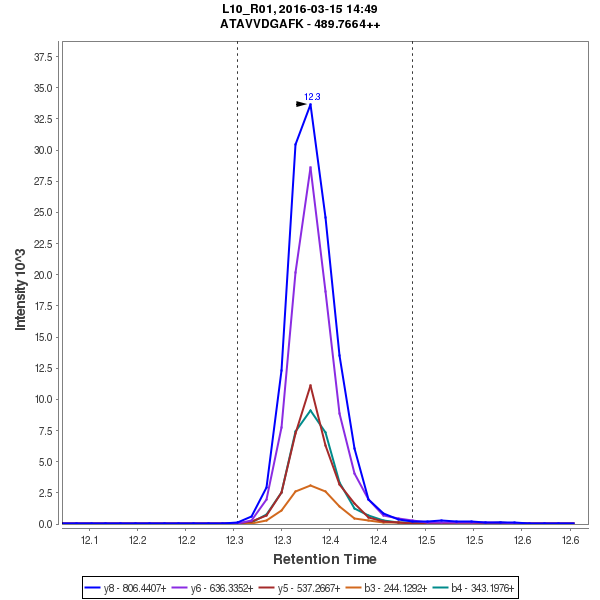 L10_R01, 2016-03-15 14:49
ATAVVDGAFK - 489.7664++
12.3
37.5
35.0
32.5
30.0
27.5
25.0
22.5
20.0
17.5
15.0
12.5
10.0
7.5
5.0
2.5
0.0
Intensity 10^3
12.1 12.2 12.2 12.3 12.3 12.4 12.4 12.5 12.5 12.6 12.6
Retention Time
y8 - 806.4407+ y6 - 636.3352+ y5 - 537.2667+ b3 - 244.1292+ b4 - 343.1976+